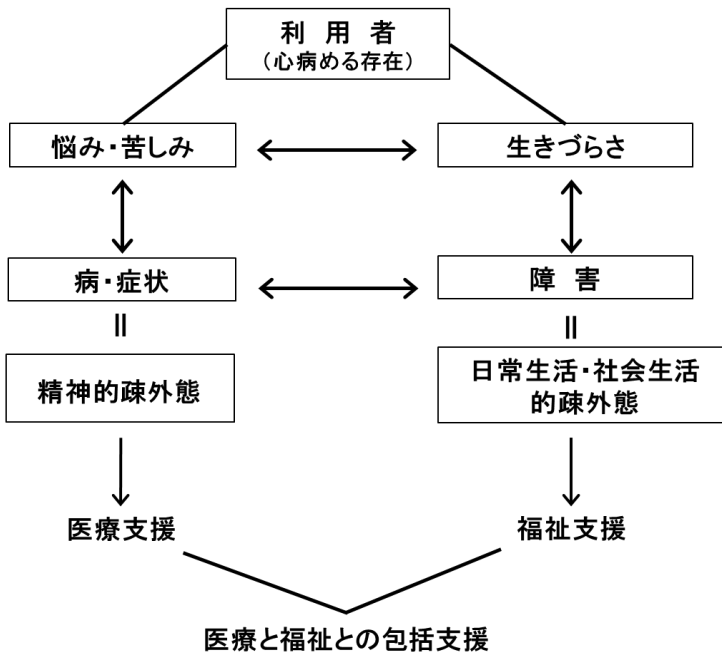 利 用 者
（心病める存在）
悩み・苦しみ
生きづらさ
病・症状
障 害
=
=
精神的疎外態
日常生活・社会生活
的疎外態
医療支援
福祉支援
医療と福祉との包括支援